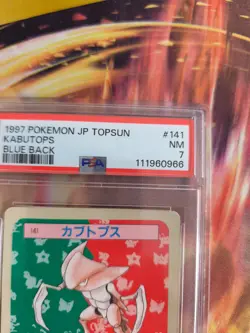 1997 POKEMON JP TOPSUN #141
KABUTOPS NM
BLUE BACK 7
PSA 111960966
141 カブトプス